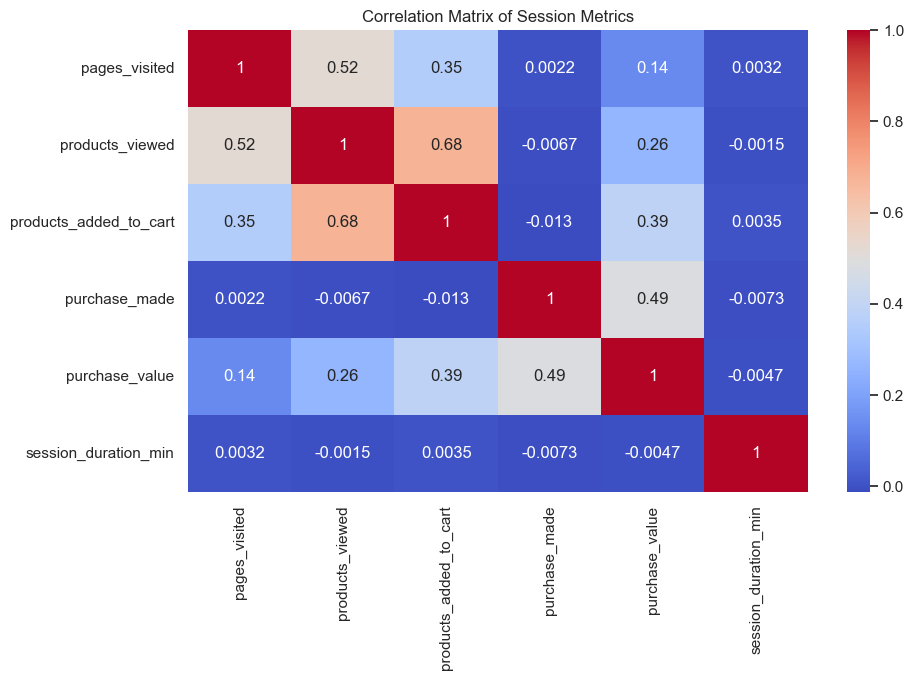 Correlation Matrix of Session Metrics
pages_visited 1 0.52 0.35 0.0022 0.14 0.0032
products_viewed 0.52 1 0.68 -0.0067 0.26 -0.0015
products_added_to_cart 0.35 0.68 1 -0.013 0.39 0.0035
purchase_made 0.0022 -0.0067 -0.013 1 0.49 -0.0073
purchase_value 0.14 0.26 0.39 0.49 1 -0.0047
session_duration_min 0.0032 -0.0015 0.0035 -0.0073 -0.0047 1
pages_visited
products_viewed
products_added_to_cart
purchase_made
purchase_value
session_duration_min
1.0
0.8
0.6
0.4
0.2
0.0